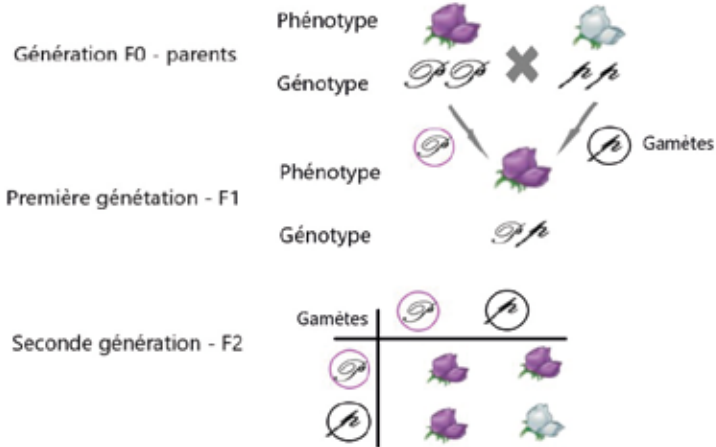 Phénotype
Génération F0 - parents
Génotype
PP
pp
P
p
Gamètes
Phénotype
Première génétation - F1
Génotype
Pp
Gamètes
P
p
Seconde génération - F2
P
p